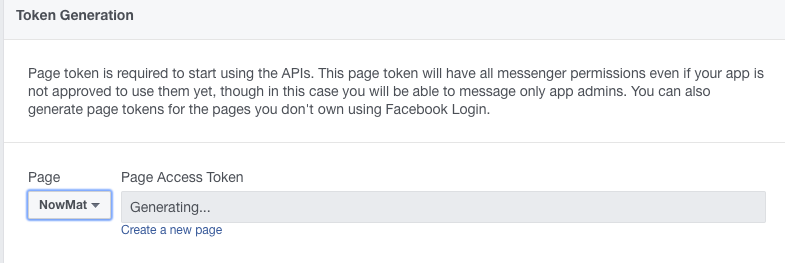 Token Generation
Page token is required to start using the APIs. This page token will have all messenger permissions even if your app is
not approved to use them yet, though in this case you will be able to message only app admins. You can also
generate page tokens for the pages you don't own using Facebook Login.
Page Page Access Token
NowMat Generating...
Create a new page